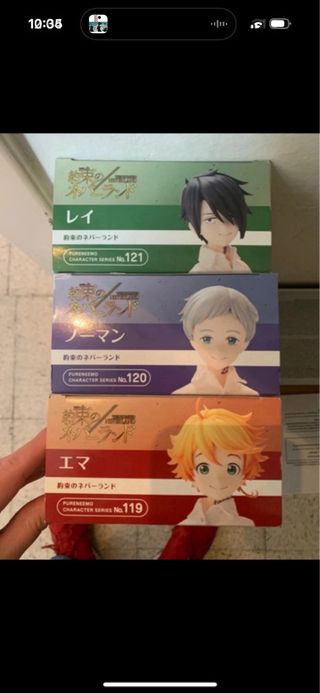 10:35
約束の
ネバーランド
THE PROMISED NEVERLAND
レイ
約束のネバーランド
PURENEEMO
CHARACTER SERIES No.121
約束の
ネバーランド
ノーマン
約束のネバーランド
PURENEEMO
CHARACTER SERIES No.120
約束の
ネバーランド
エマ
約束のネバーランド
PURENEEMO
CHARACTER SERIES No.119